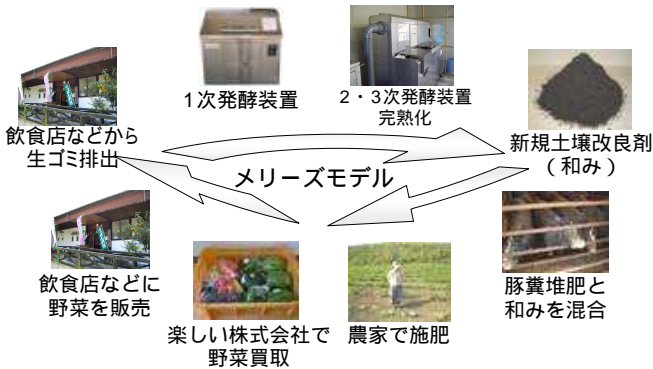 1次発酵装置
2・3次発酵装置
完熟化
飲食店などから
生ゴミ排出
新規土壌改良剤
(和み)
メリーズモデル
飲食店などに
野菜を販売
楽しい株式会社で
野菜買取
農家で施肥
豚糞堆肥と
和みを混合